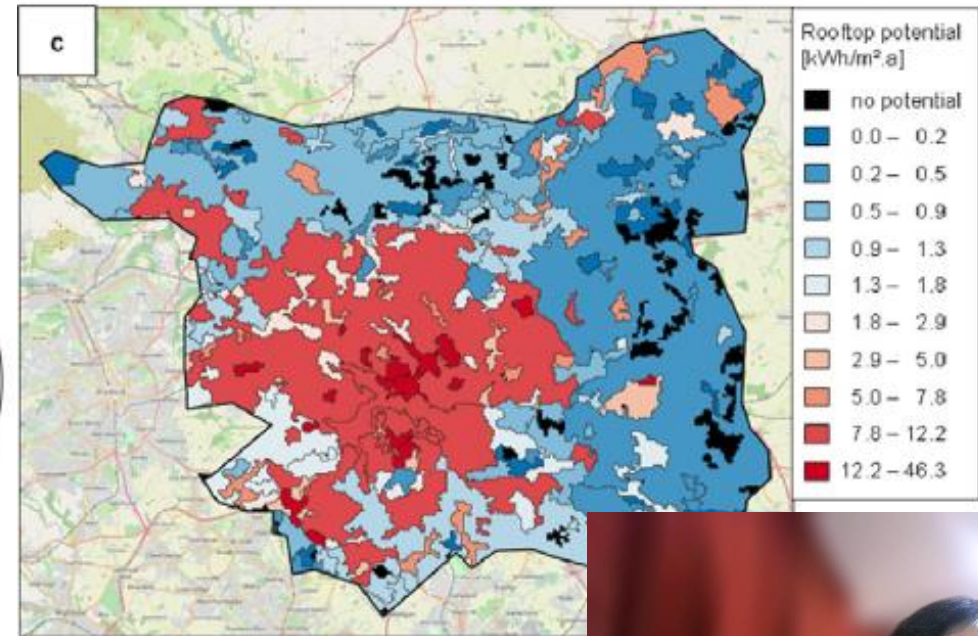 c
Rooftop potential
[kWh/m².a]
no potential
0.0 – 0.2
0.2 – 0.5
0.5 – 0.9
0.9 – 1.3
1.3 – 1.8
1.8 – 2.9
2.9 – 5.0
5.0 – 7.8
7.8 – 12.2
12.2 – 46.3